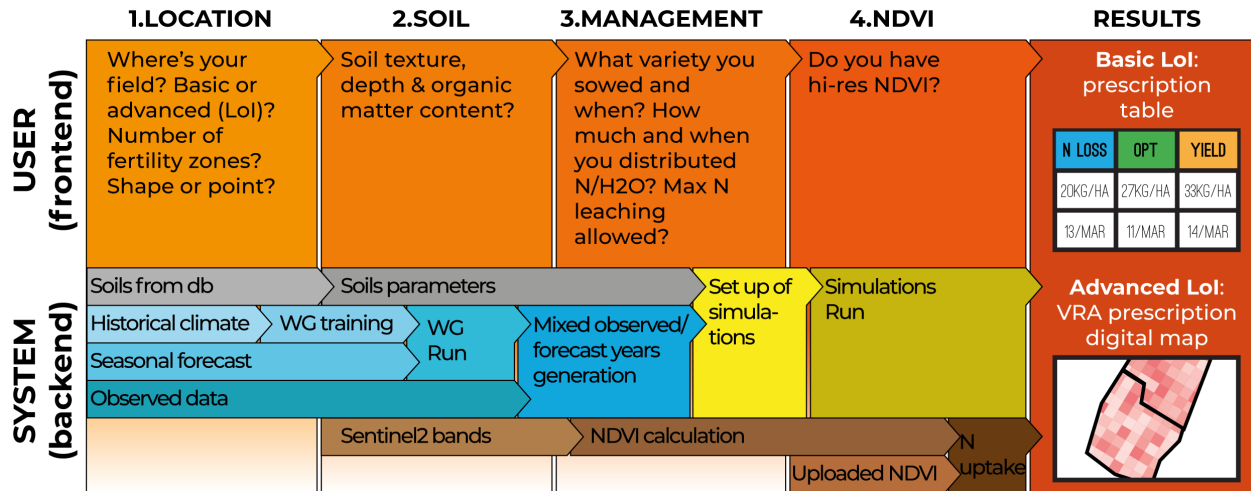 1.LOCATION
2.SOIL
3.MANAGEMENT
4.NDVI
RESULTS
USER
(frontend)
Where's your
field? Basic or
advanced (LoI)?
Number of
fertility zones?
Shape or point?
Soil texture,
depth & organic
matter content?
What variety you
sowed and
when? How
much and when
you distributed
N/H2O? Max N
leaching
allowed?
Do you have
hi-res NDVI?
Basic LoI:
prescription
table
N LOSS OPT YIELD
20KG/HA 27KG/HA 33KG/HA
13/MAR 11/MAR 14/MAR
SYSTEM
(backend)
Soils from db
Soils parameters
Set up of
simula-
tions
Simulations
Run
Historical climate
WG training
WG
Run
Mixed observed/
forecast years
generation
Seasonal forecast
Observed data
Sentinel2 bands
NDVI calculation
N
uptake
Uploaded NDVI
Advanced LoI:
VRA prescription
digital map